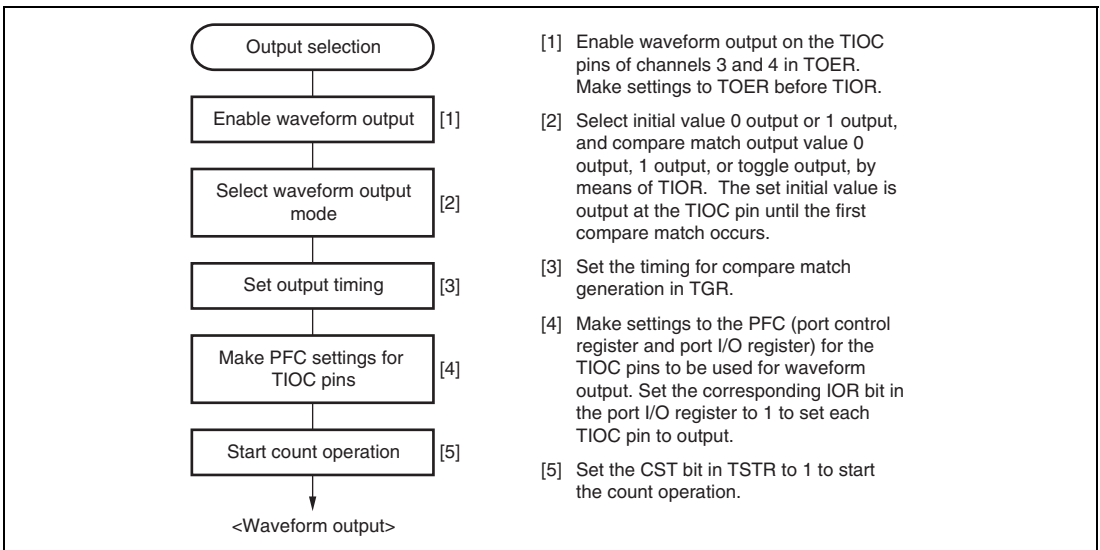 Output selection
Enable waveform output
[1]
Select waveform output
mode
[2]
Set output timing
[3]
Make PFC settings for
TIOC pins
[4]
Start count operation
[5]
<Waveform output>
[1] Enable waveform output on the TIOC
pins of channels 3 and 4 in TOER.
Make settings to TOER before TIOR.
[2] Select initial value 0 output or 1 output,
and compare match output value 0
output, 1 output, or toggle output, by
means of TIOR. The set initial value is
output at the TIOC pin until the first
compare match occurs.
[3] Set the timing for compare match
generation in TGR.
[4] Make settings to the PFC (port control
register and port I/O register) for the
TIOC pins to be used for waveform
output. Set the corresponding IOR bit in
the port I/O register to 1 to set each
TIOC pin to output.
[5] Set the CST bit in TSTR to 1 to start
the count operation.